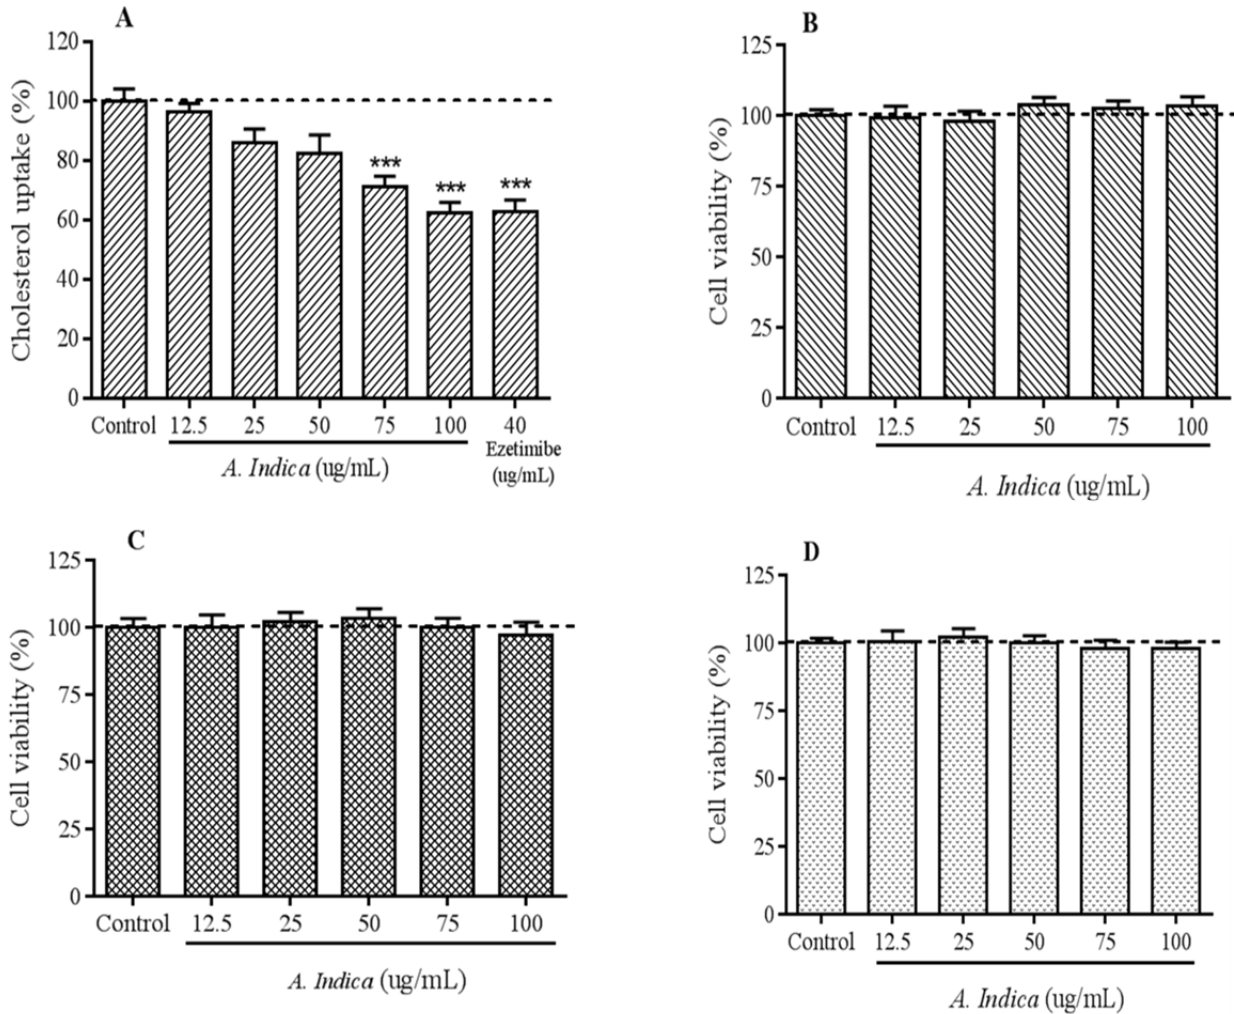 A
120
100
80
60
40
20
0
Cholesterol uptake (%)
***
***
***
Control 12.5 25 50 75 100 40
Ezetimibe
(ug/mL)
A. Indica (ug/mL)
B
125
100
75
50
25
0
Cell viability (%)
Control 12.5 25 50 75 100
A. Indica (ug/mL)
C
125
100
75
50
25
0
Cell viability (%)
Control 12.5 25 50 75 100
A. Indica (ug/mL)
D
125
100
75
50
25
0
Cell viability (%)
Control 12.5 25 50 75 100
A. Indica (ug/mL)